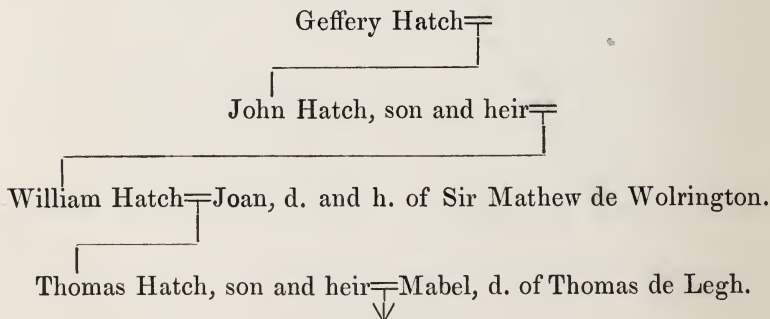 Geffery Hatch
John Hatch, son and heir
William Hatch=Joan, d. and h. of Sir Mathew de Wolrington.
Thomas Hatch, son and heir=Mabel, d. of Thomas de Legh.